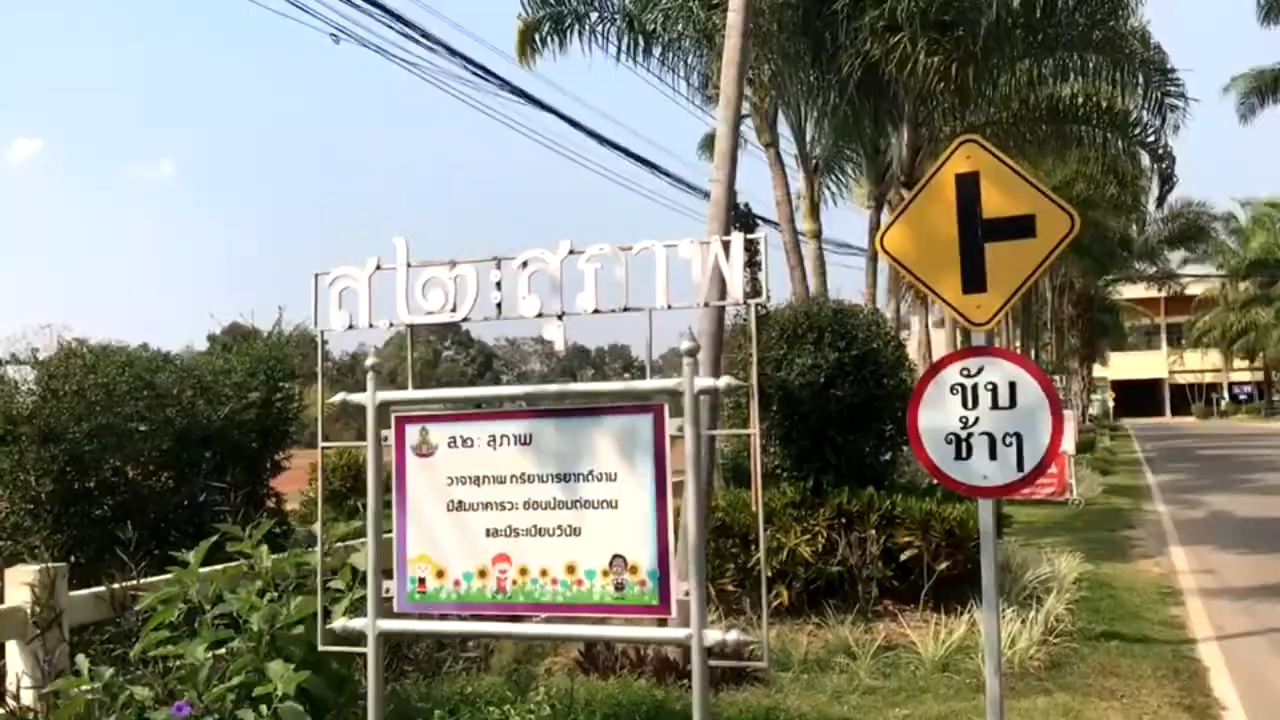 ส.๒: สุภาพ
ส.๒ : สุภาพ
วาจาสุภาพ กริยามารยาทดีงาม
มีสัมมาคารวะ อ่อนน้อมต่อมตน
และมีระเบียบวินัย
ขับ
ช้าๆ